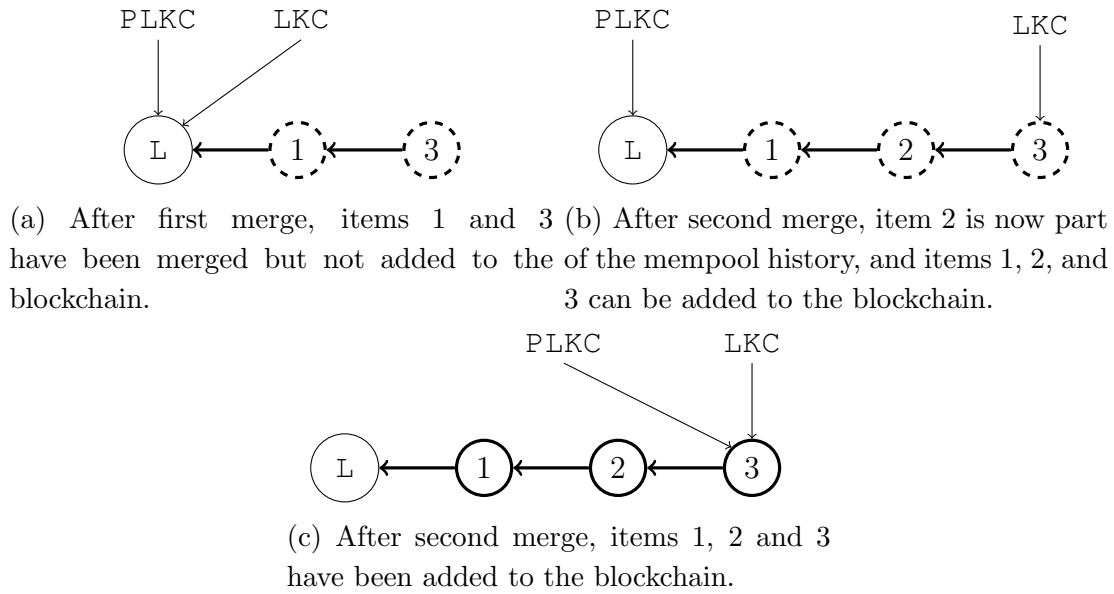 PLKC LKC
L 1 3
(a) After first merge, items 1 and 3
have been merged but not added to the
blockchain.
PLKC LKC
L 1 2 3
(b) After second merge, item 2 is now part
of the mempool history, and items 1, 2, and
3 can be added to the blockchain.
PLKC LKC
L 1 2 3
(c) After second merge, items 1, 2 and 3
have been added to the blockchain.